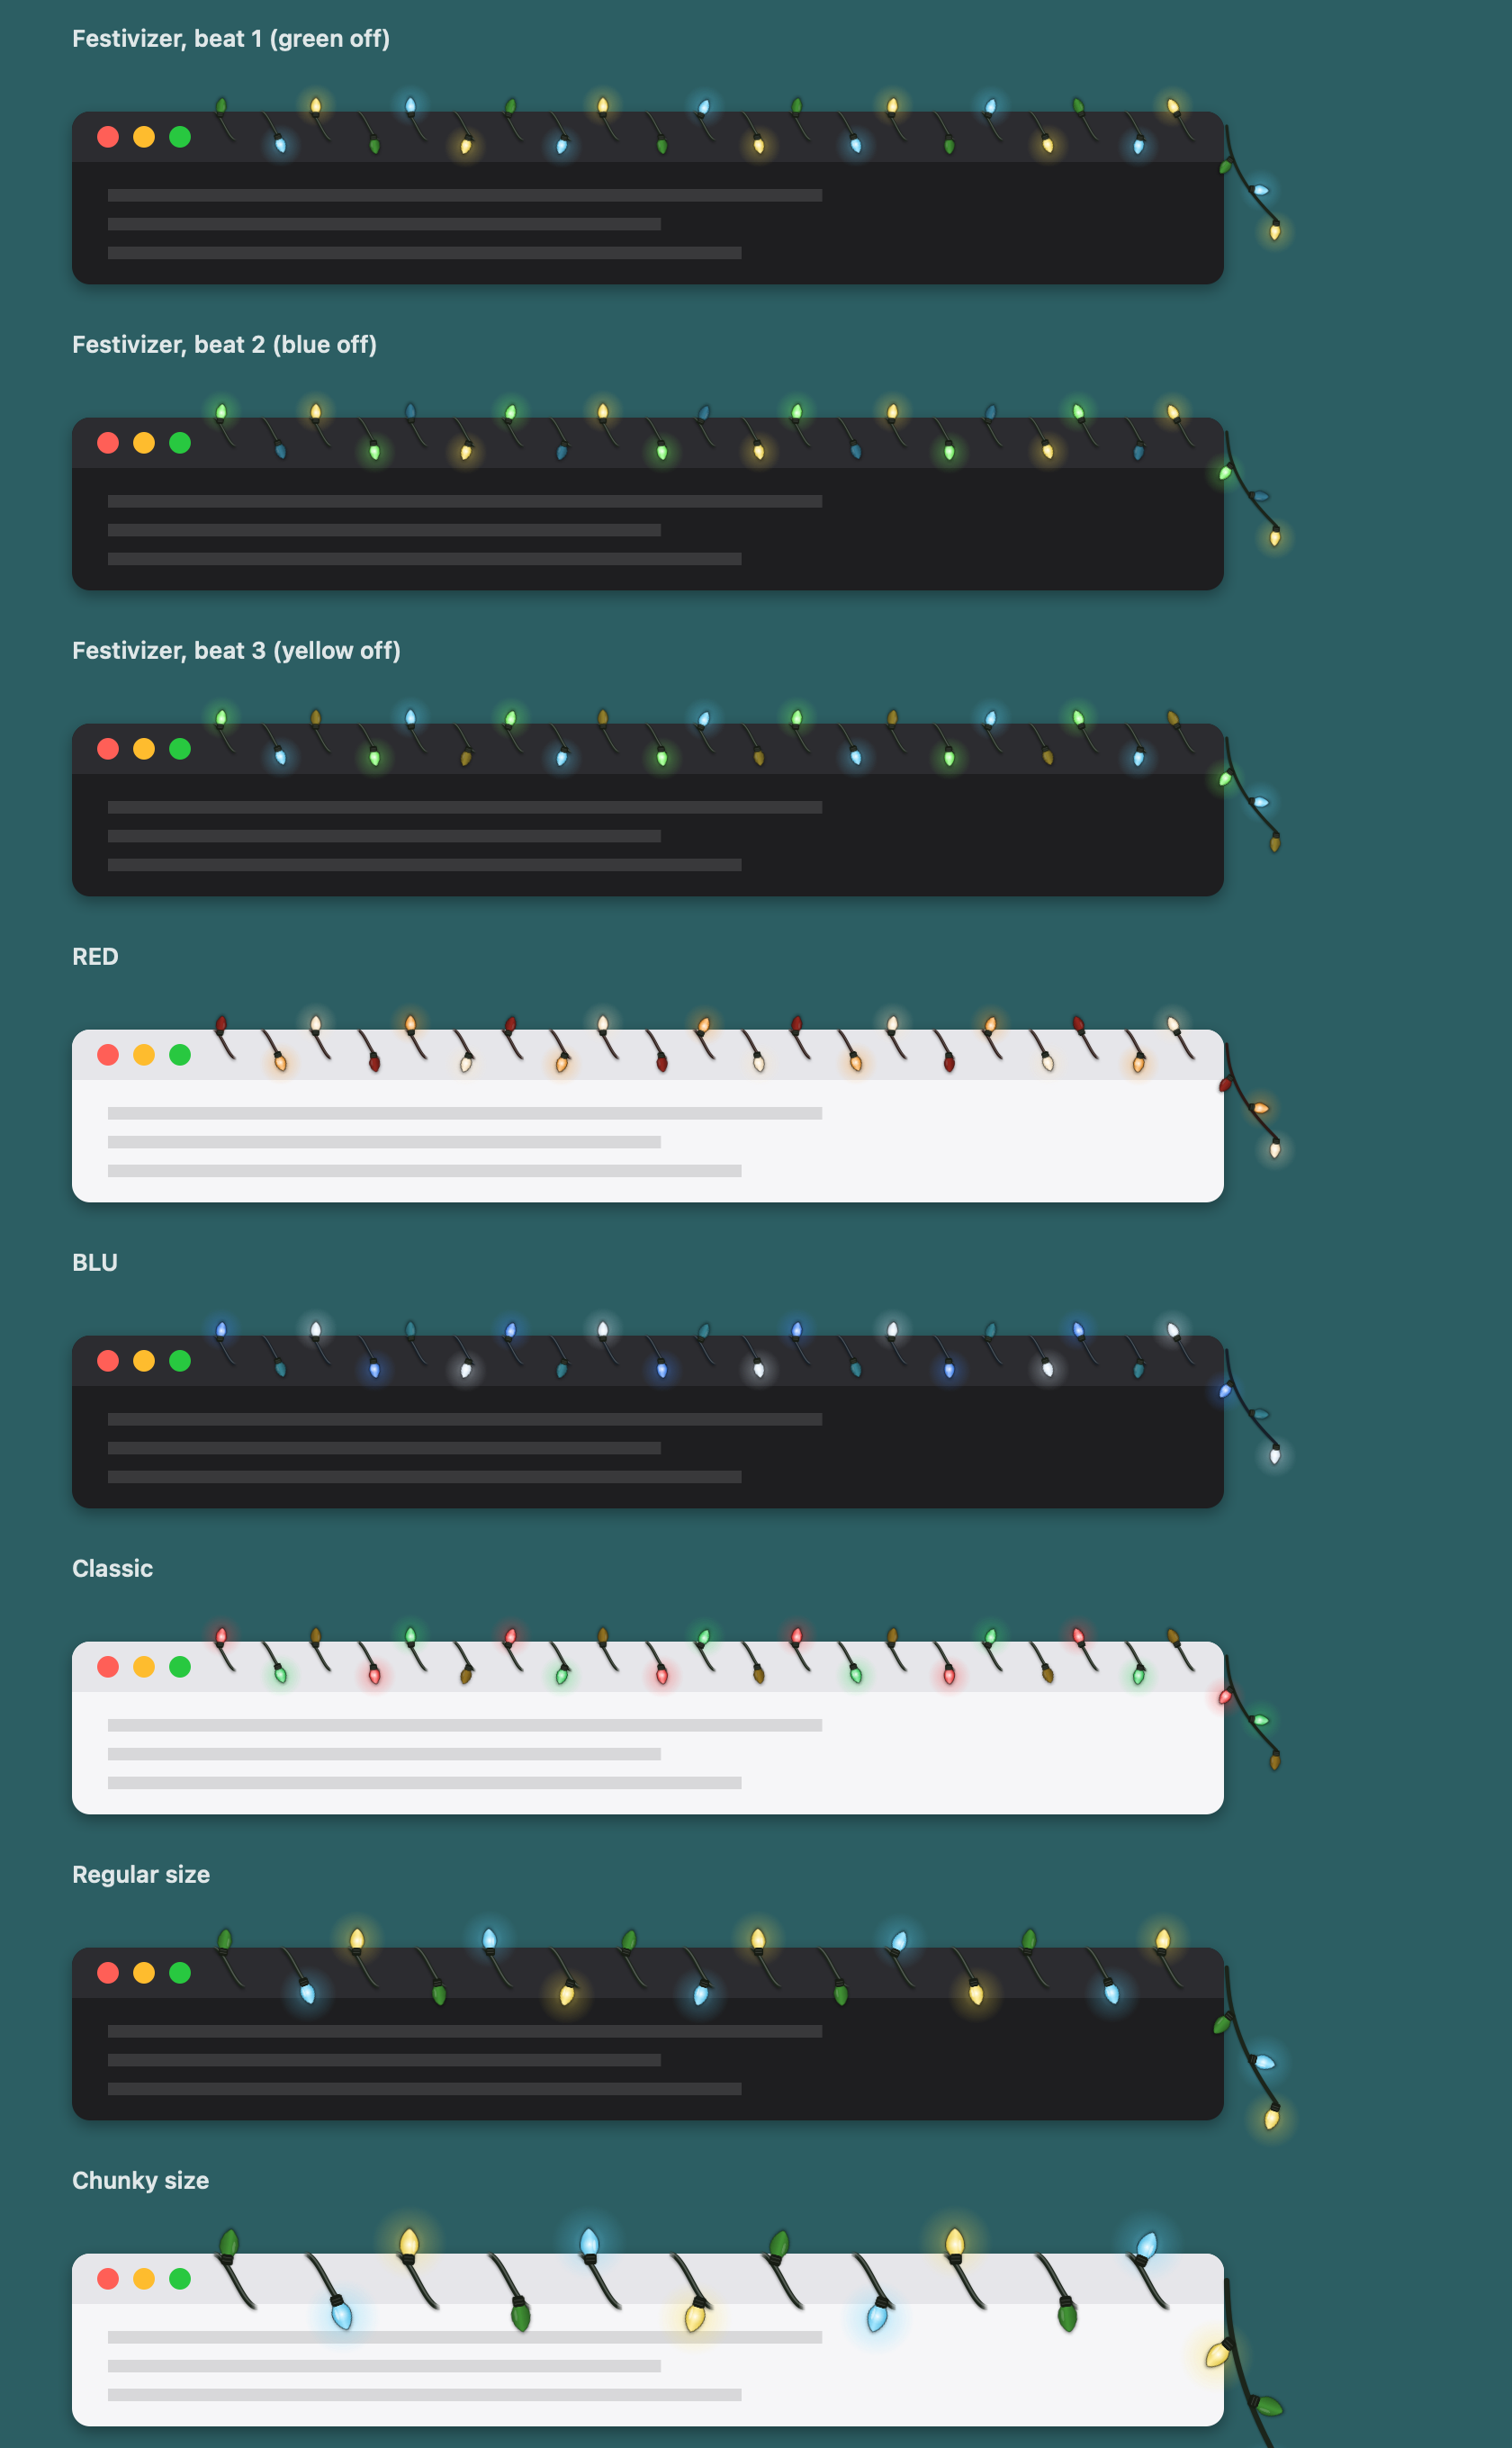 Festivizer, beat 1 (green off)
Festivizer, beat 2 (blue off)
Festivizer, beat 3 (yellow off)
RED
BLU
Classic
Regular size
Chunky size